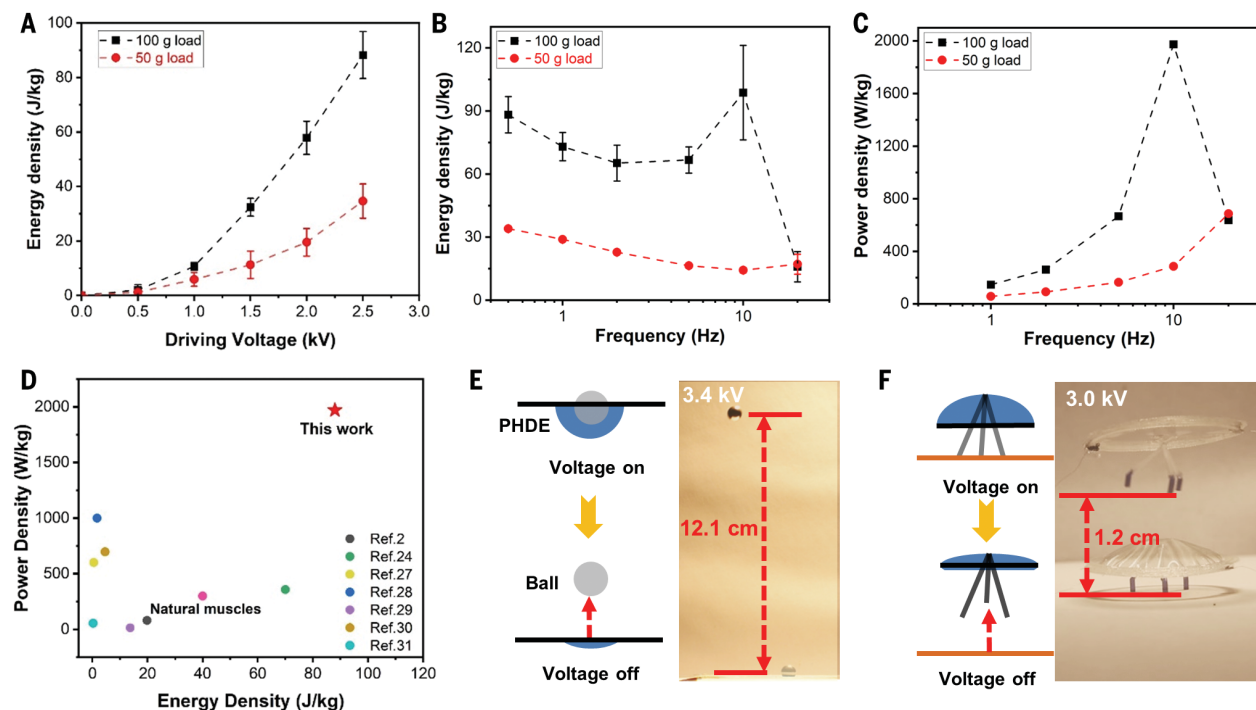 A
100 g load
50 g load
Energy density (J/kg)
100
80
60
40
20
0
0.0 0.5 1.0 1.5 2.0 2.5 3.0
Driving Voltage (kV)
B
100 g load
50 g load
Energy density (J/kg)
120
90
60
30
0
1 10
Frequency (Hz)
C
100 g load
50 g load
Power density (W/kg)
2000
1600
1200
800
400
0
1 10
Frequency (Hz)
D
Power Density (W/kg)
2000
1500
1000
500
0
This work
Natural muscles
Ref.2
Ref.24
Ref.27
Ref.28
Ref.29
Ref.30
Ref.31
0 20 40 60 80 100 120
Energy Density (J/kg)
E
PHDE
Voltage on
Ball
Voltage off
3.4 kV
12.1 cm
F
Voltage on
Voltage off
3.0 kV
1.2 cm